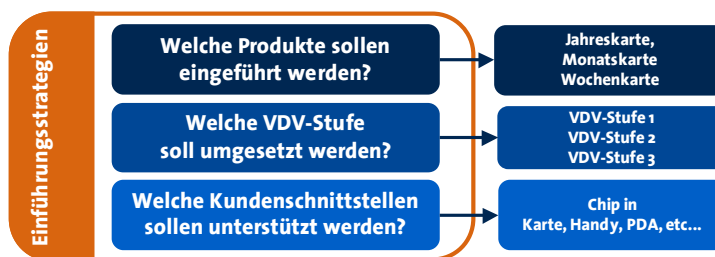 Einführungsstrategien
Welche Produkte sollen
eingeführt werden?
Jahreskarte,
Monatskarte
Wochenkarte
Welche VDV-Stufe
soll umgesetzt werden?
VDV-Stufe 1
VDV-Stufe 2
VDV-Stufe 3
Welche Kundenschnittstellen
sollen unterstützt werden?
Chip in
Karte, Handy, PDA, etc...